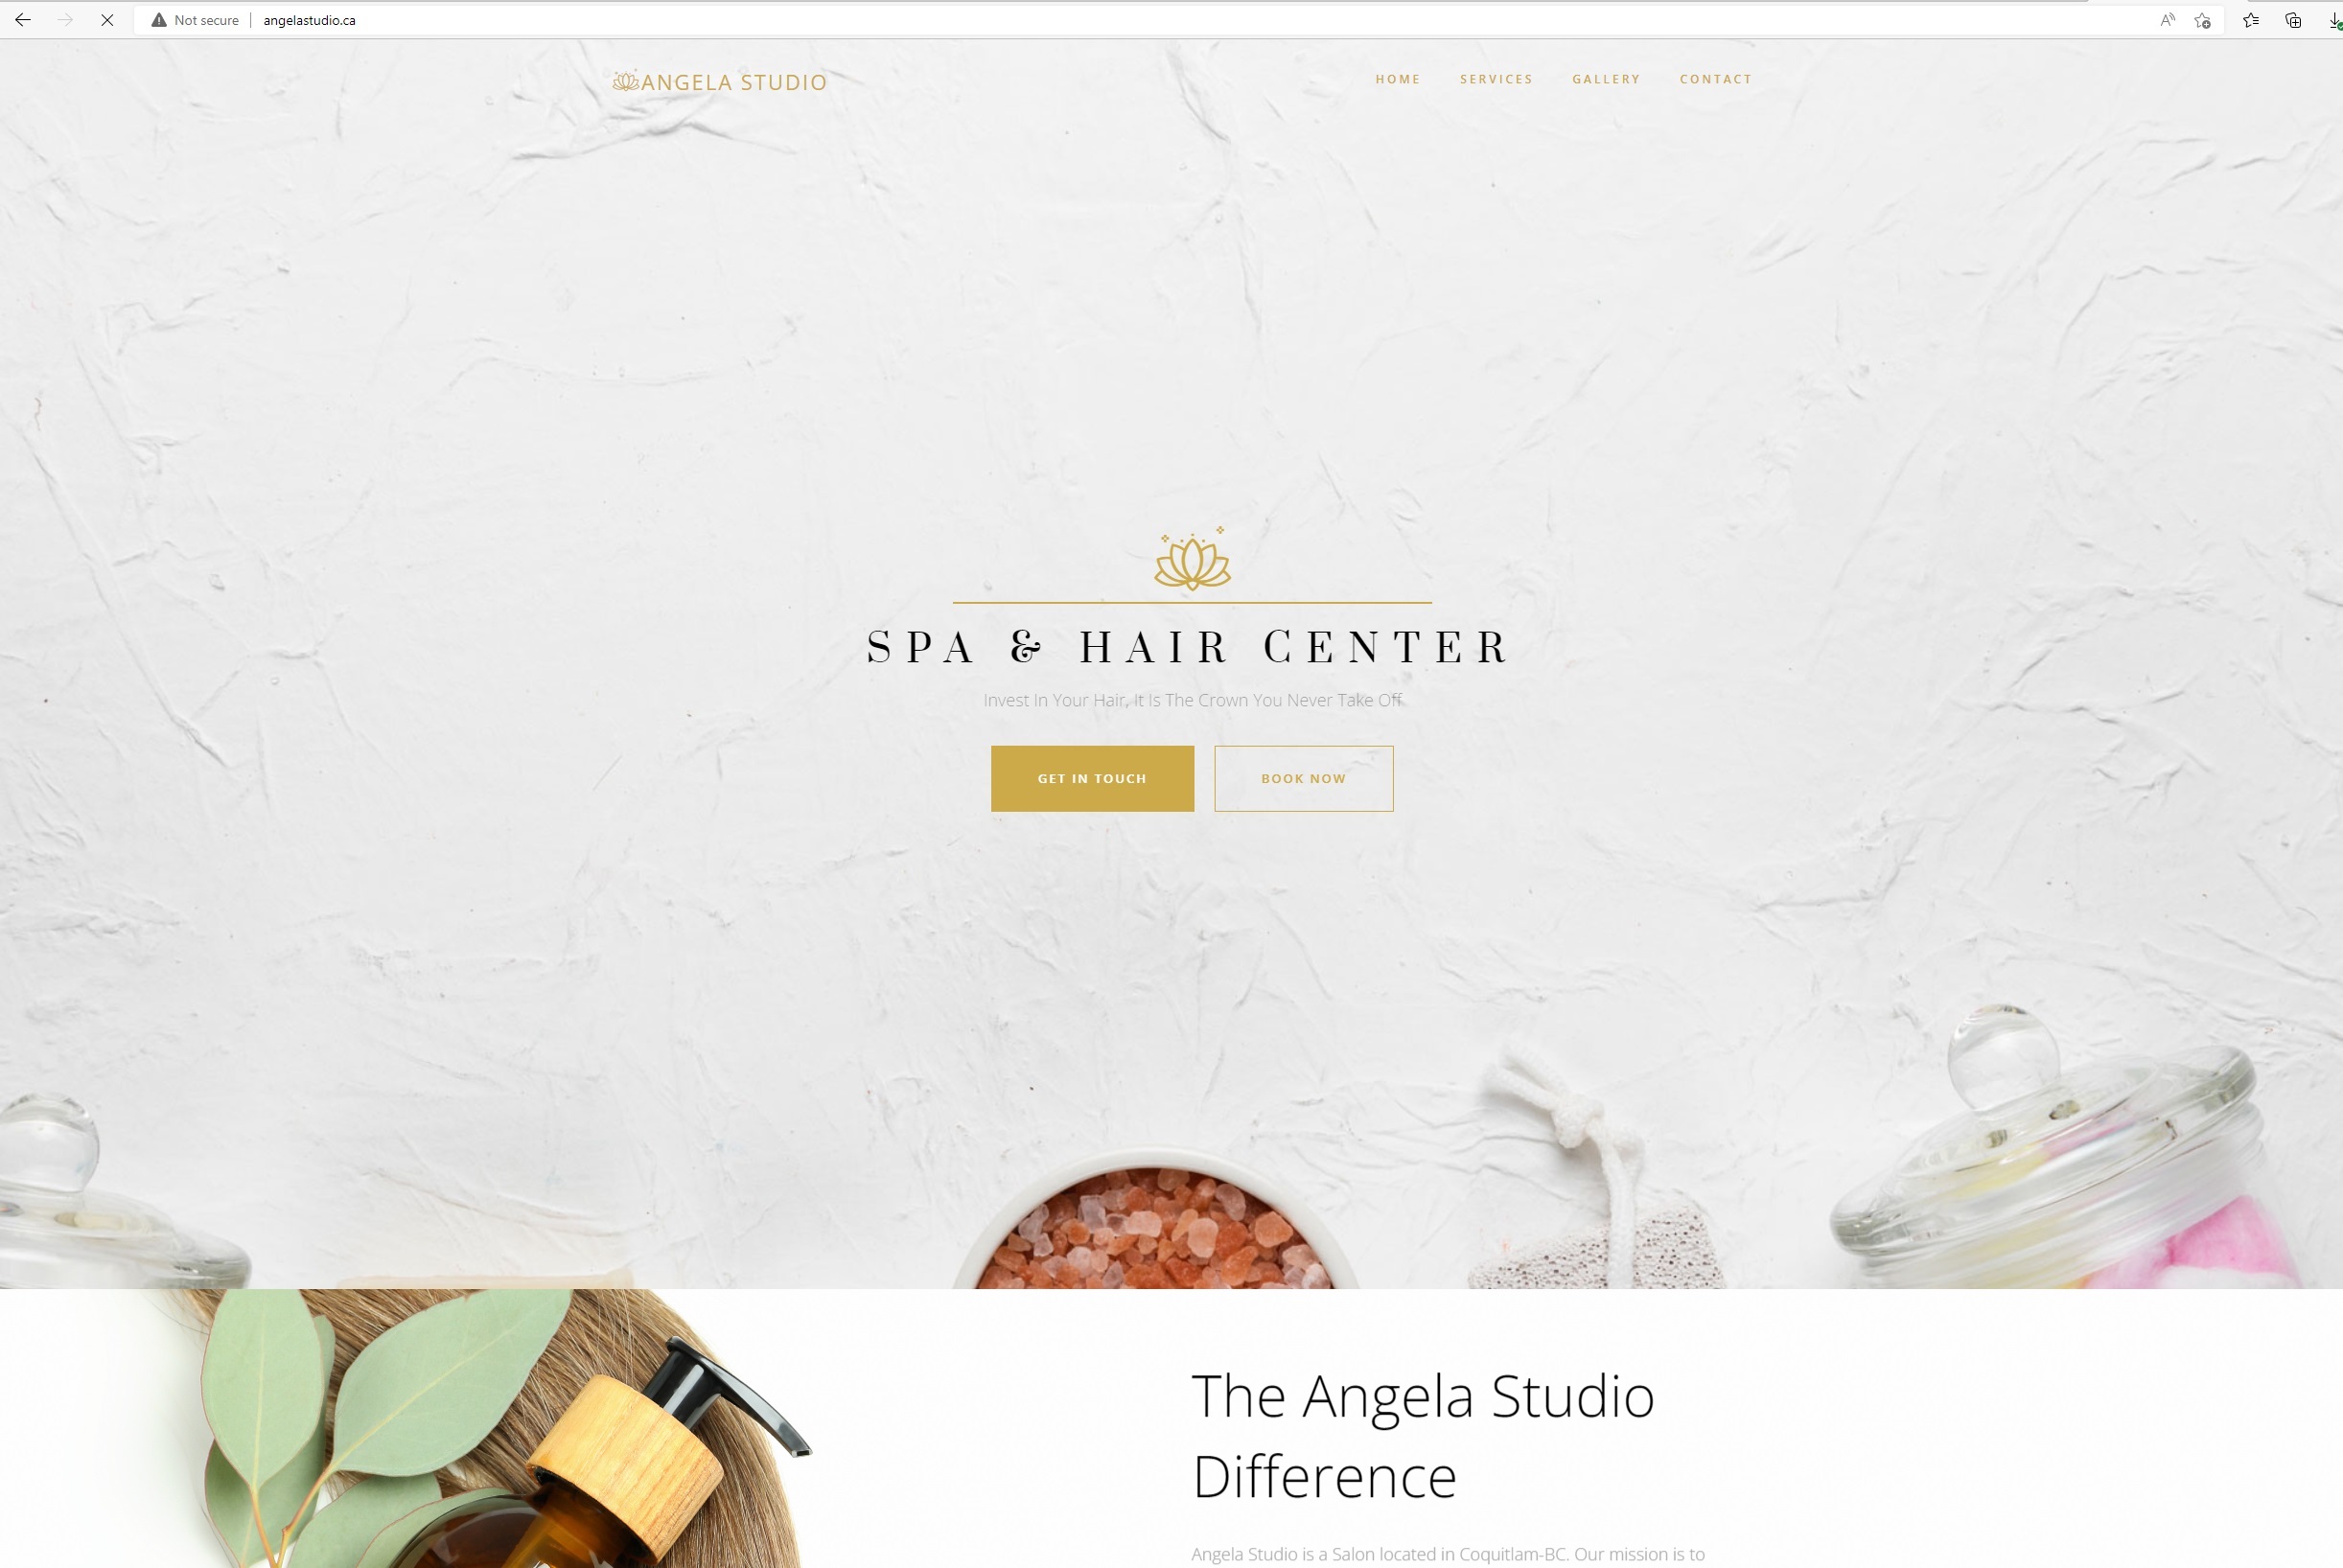 Not secure | angelastudio.ca
ANGELA STUDIO
HOME SERVICES GALLERY CONTACT
SPA & HAIR CENTER
Invest In Your Hair, It Is The Crown You Never Take Off
GET IN TOUCH BOOK NOW
The Angela Studio
Difference
Angela Studio is a Salon located in Coquitlam-BC. Our mission is to